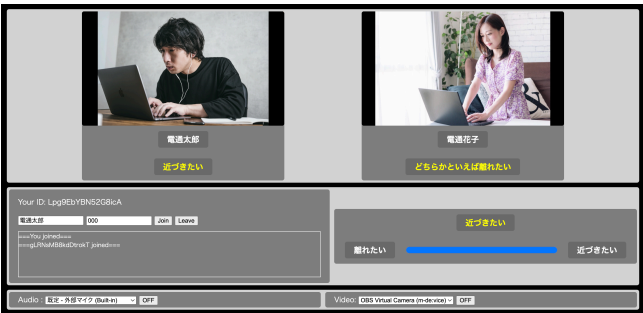 電通太郎
電通花子
近づきたい
どちらかといえば離れたい
Your ID: Lpg9EbYBN52G8icA
電通太郎 000 Join Leave
===You joined===
===gLRNsMB8kdDtrokT joined===
近づきたい
離れたい 近づきたい
Audio : 既定 - 外部マイク (Built-in) OFF
Video: OBS Virtual Camera (m-de:vice) OFF